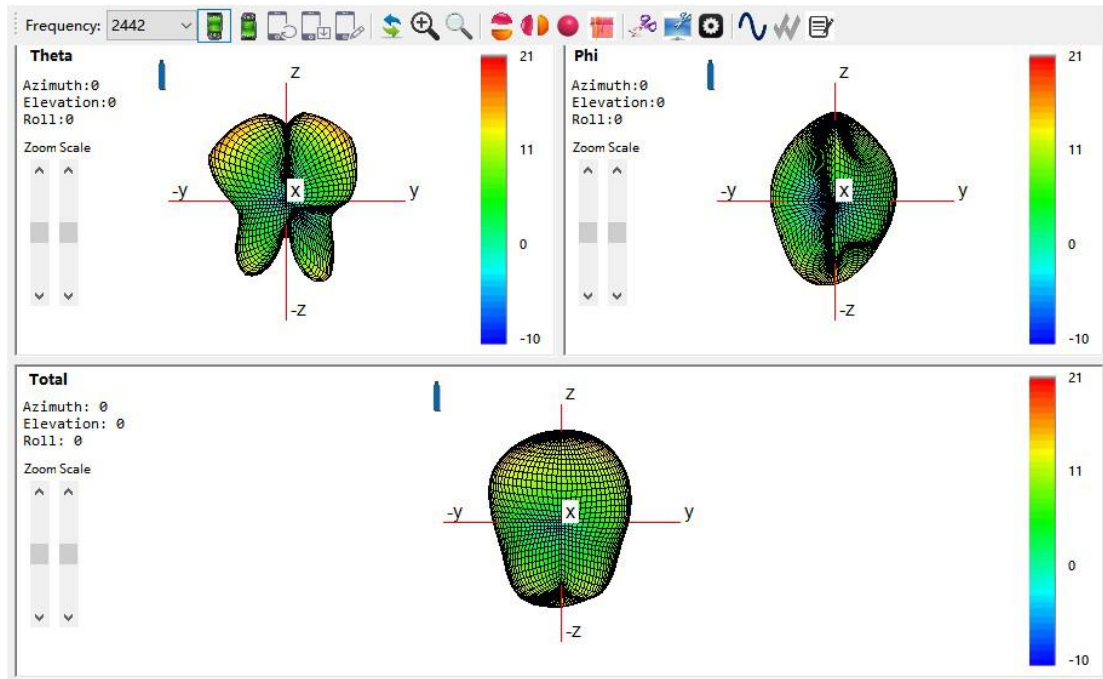 Frequency: 2442
Theta
Azimuth:0
Elevation:0
Roll:0
Zoom Scale
Z
-y
X
y
-Z
21
11
0
-10
Phi
Azimuth:0
Elevation:0
Roll:0
Zoom Scale
Z
-y
X
y
-Z
21
11
0
-10
Total
Azimuth: 0
Elevation: 0
Roll: 0
Zoom Scale
Z
-y
X
y
-Z
21
11
0
-10